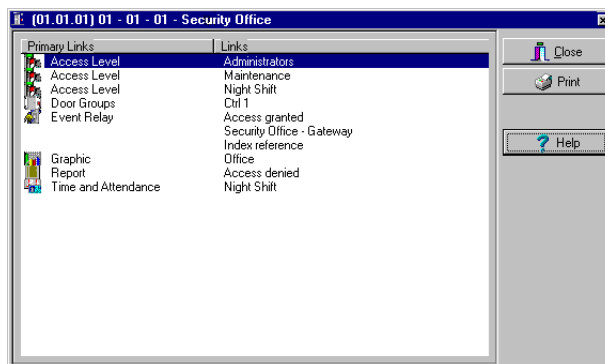 (01.01.01) 01 - 01 - 01 - Security Office
Primary Links Links
Access Level Administrators
Access Level Maintenance
Access Level Night Shift
Door Groups Ctrl 1
Event Relay Access granted
Security Office - Gateway
Index reference
Graphic Office
Report Access denied
Time and Attendance Night Shift
Close
Print
Help